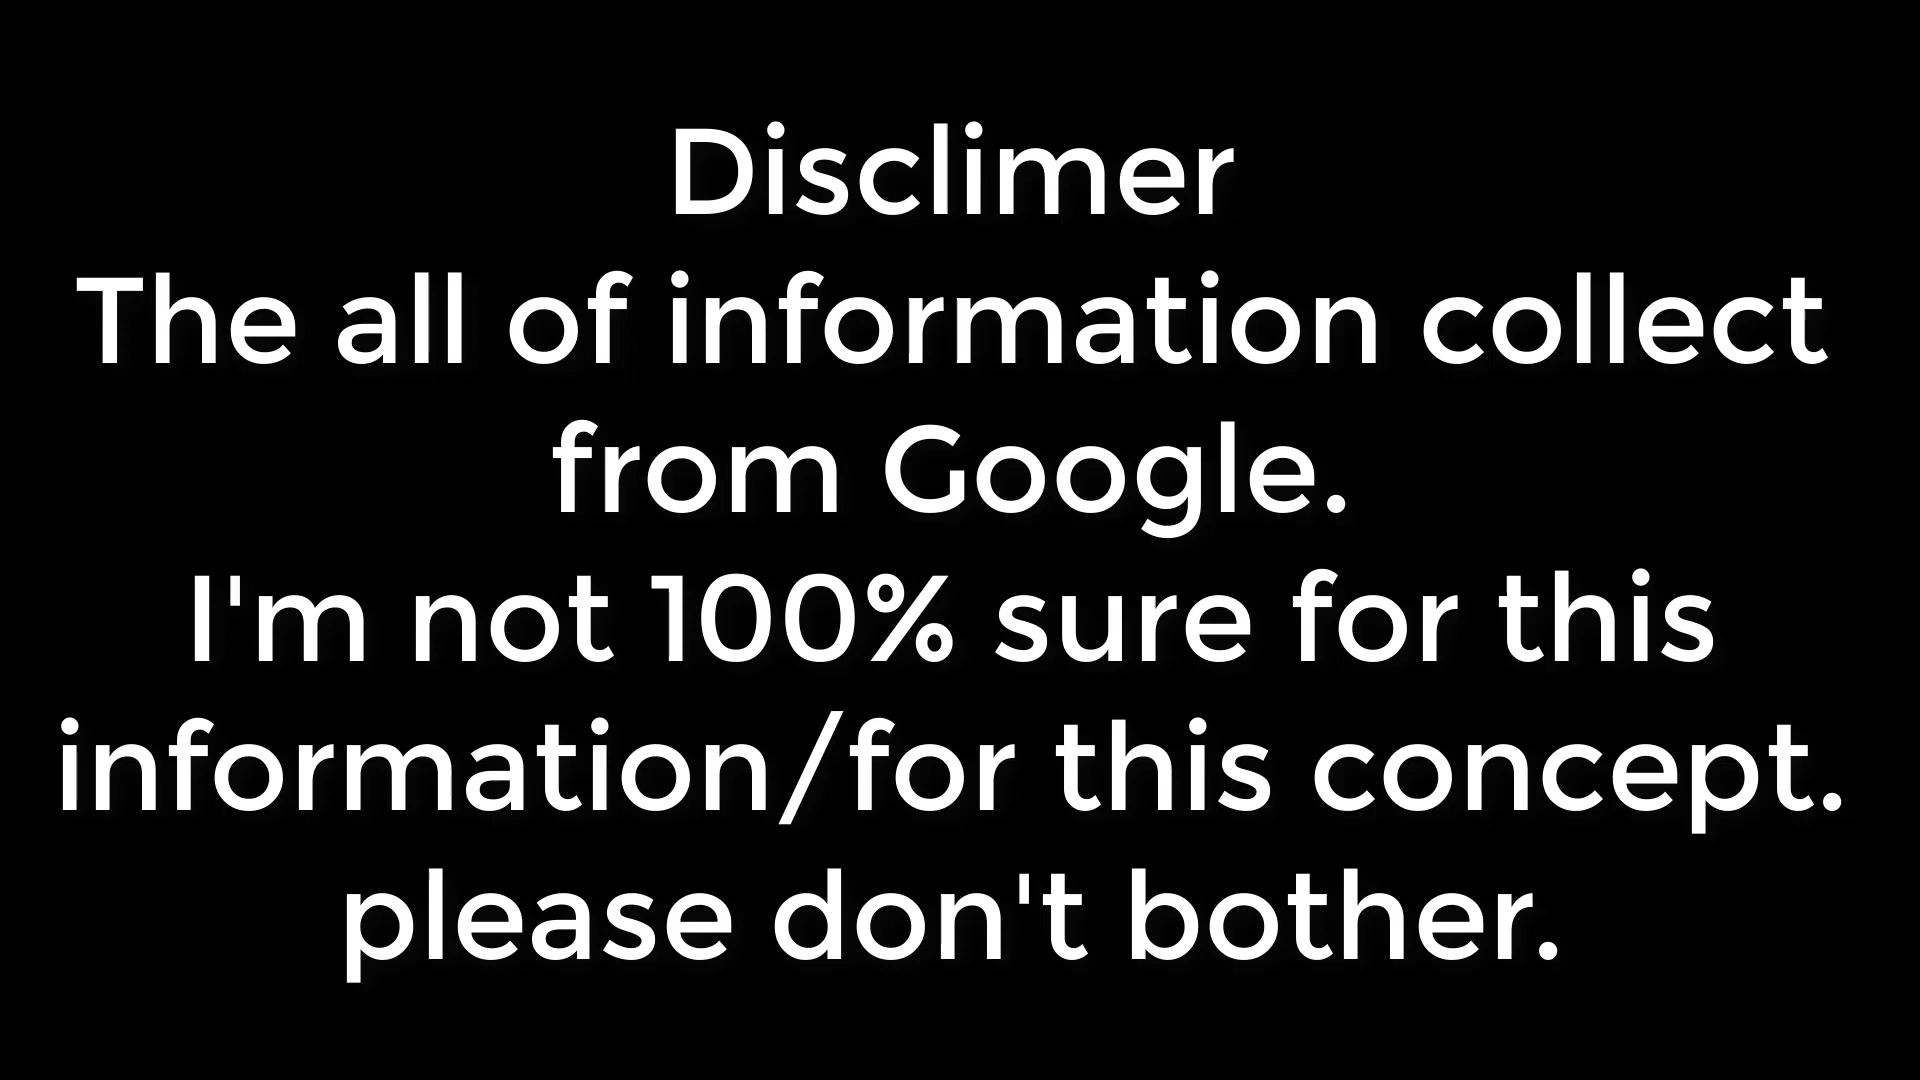 Disclimer
The all of information collect
from Google.
I'm not 100% sure for this
information/for this concept.
please don't bother.